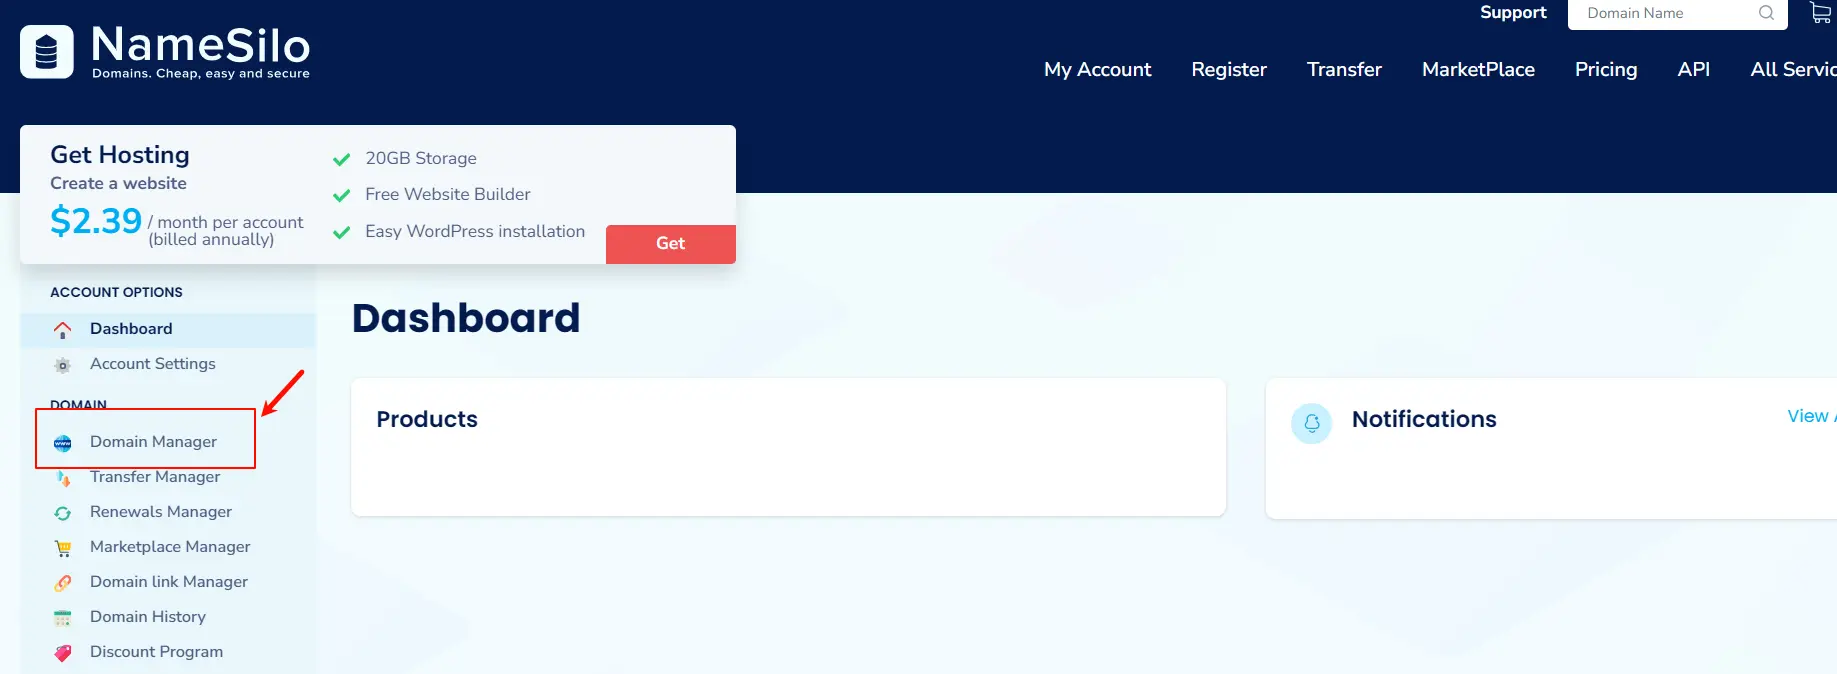 NameSilo
Domains. Cheap, easy and secure
Support
Domain Name
My Account Register Transfer MarketPlace Pricing API All Servic
Get Hosting
Create a website
$2.39 / month per account
(billed annually)
20GB Storage
Free Website Builder
Easy WordPress installation
Get
ACCOUNT OPTIONS
Dashboard
Account Settings
DOMAIN
Domain Manager
Transfer Manager
Renewals Manager
Marketplace Manager
Domain link Manager
Domain History
Discount Program
Dashboard
Products
Notifications
View